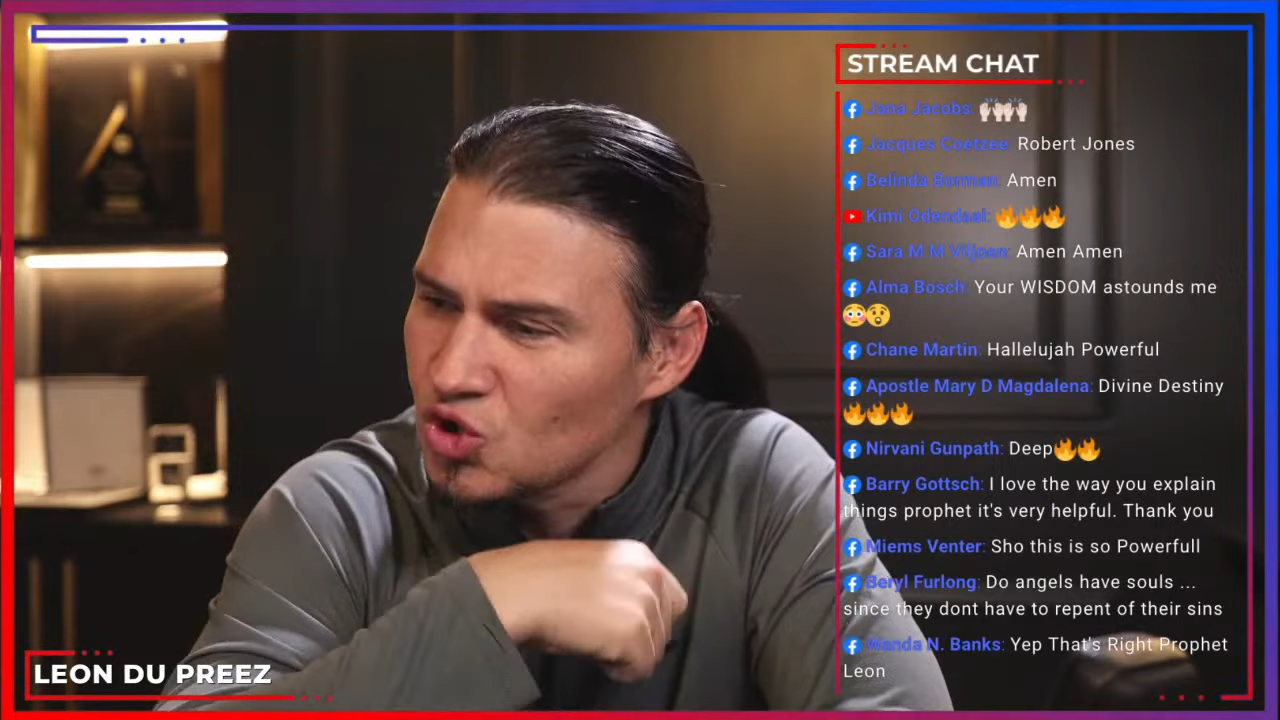 STREAM CHAT
Jana Jacobs: 🙌🏻🙌🏻
Jacques Coetzee: Robert Jones
Belinda Borman: Amen
Kimi Odendaal: 🔥🔥🔥
Sara M M Viljoen: Amen Amen
Alma Bosch: Your WISDOM astounds me
😳😲
Chane Martin: Hallelujah Powerful
Apostle Mary D Magdalena: Divine Destiny
🔥🔥🔥
Nirvani Gunpath: Deep🔥🔥
Barry Gottsch: I love the way you explain
things prophet it's very helpful. Thank you
Miems Venter: Sho this is so Powerfull
Beryl Furlong: Do angels have souls ...
since they dont have to repent of their sins
Wanda N. Banks: Yep That's Right Prophet
Leon
LEON DU PREEZ